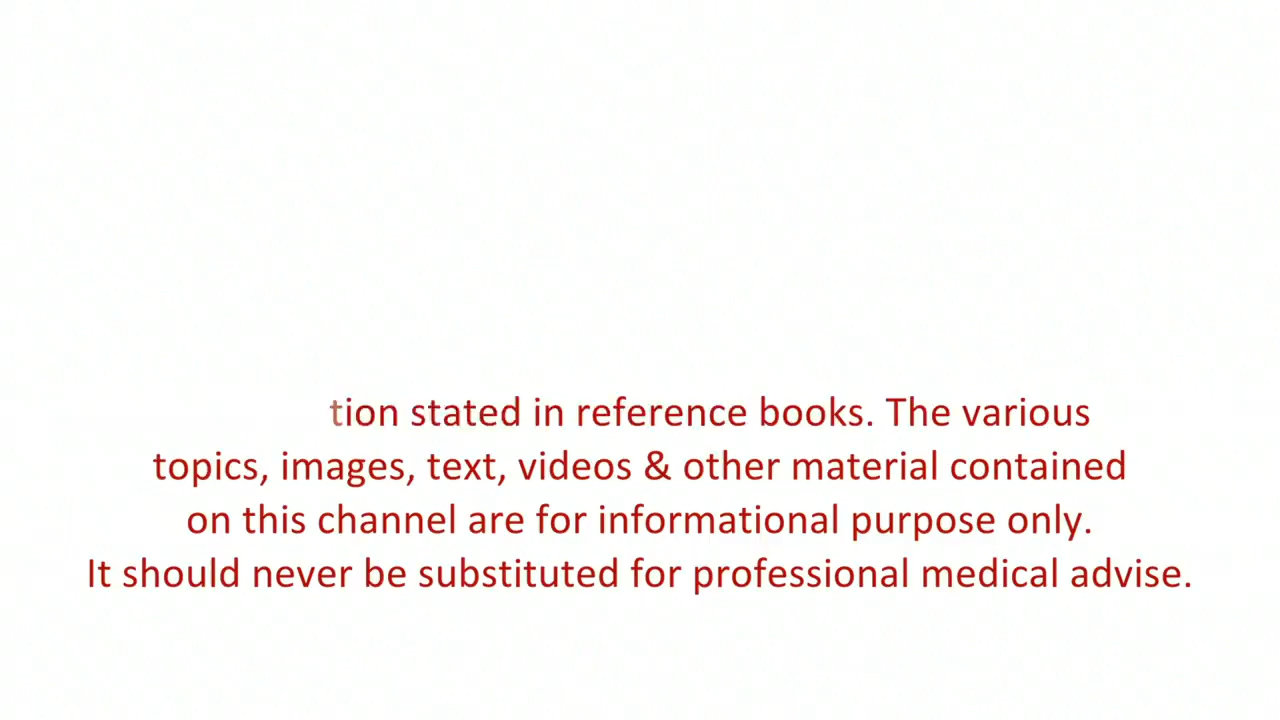 tion stated in reference books. The various
topics, images, text, videos & other material contained
on this channel are for informational purpose only.
It should never be substituted for professional medical advise.